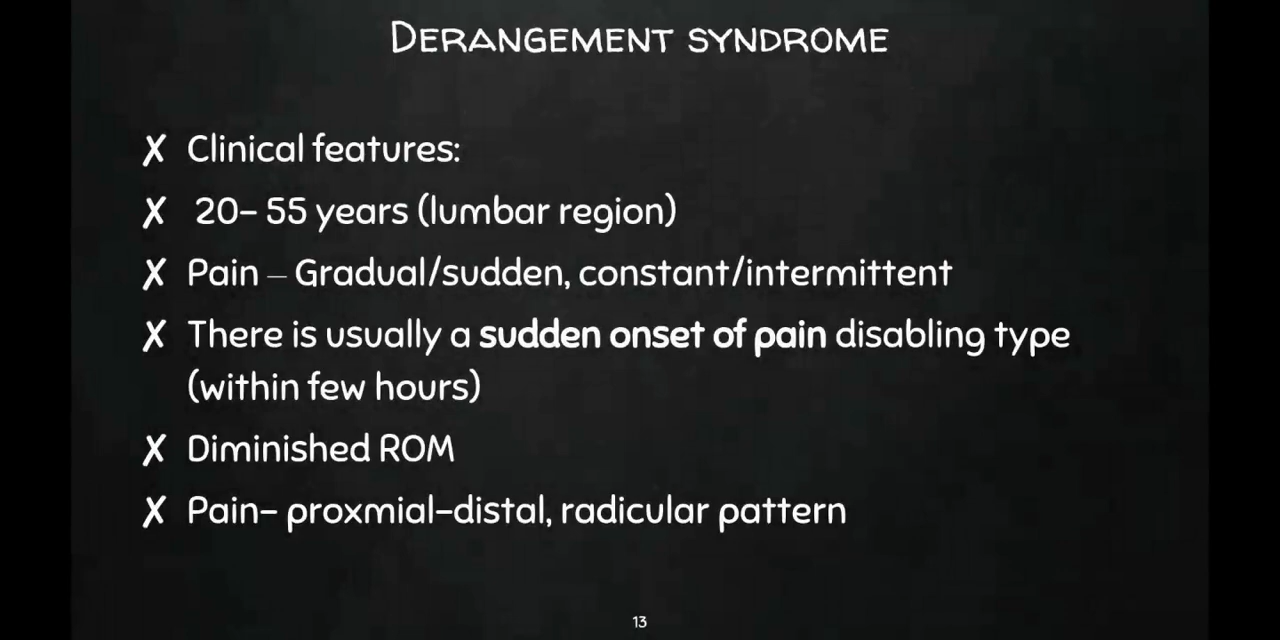 DERANGEMENT SYNDROME
✗ Clinical features:
✗ 20– 55 years (lumbar region)
✗ Pain – Gradual/sudden, constant/intermittent
✗ There is usually a sudden onset of pain disabling type
(within few hours)
✗ Diminished ROM
✗ Pain– proxmial–distal, radicular pattern
13